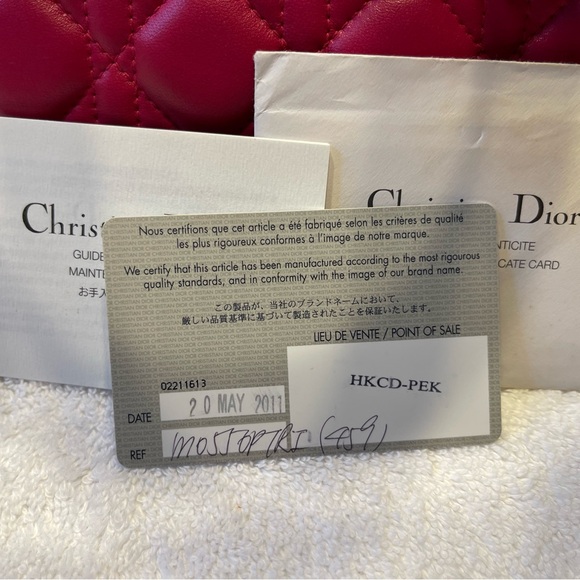 Christ
GUIDE
MAINTE
お手入
Dior
NTICITE
CATE CARD
Nous certifions que cet article a été fabriqué selon les critères de qualité
les plus rigoureux conformes à l'image de notre marque.
We certify that this article has been manufactured according to the most rigorous
quality standards, and in conformity with the image of our brand name.
この製品が、当社のブランドネームにおいて、
厳しい品質基準に基づいて製造されたことを保証いたします。
LIEU DE VENTE / POINT OF SALE
HKCD-PEK
02211613
DATE 20 MAY 2011
REF (459)